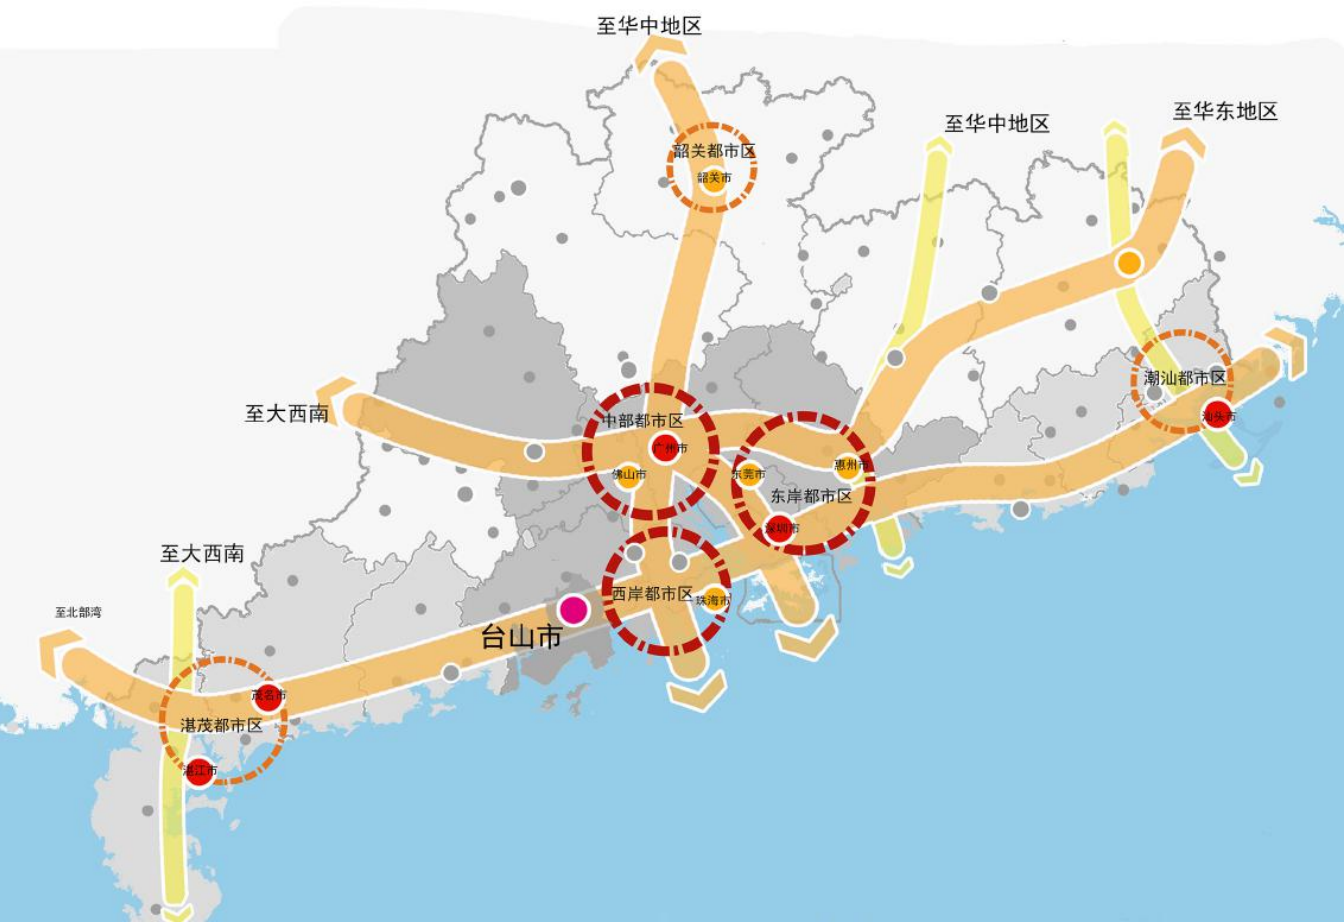 至华中地区
至华东地区
至华中地区
韶关都市区
韶关市
潮汕都市区
至大西南
汕头市
中部都市区
广州市
惠州市
佛山市
东莞市
东岸都市区
深圳市
至大西南
西岸都市区
珠海市
至北部湾
台山市
茂名市
湛茂都市区
湛江市